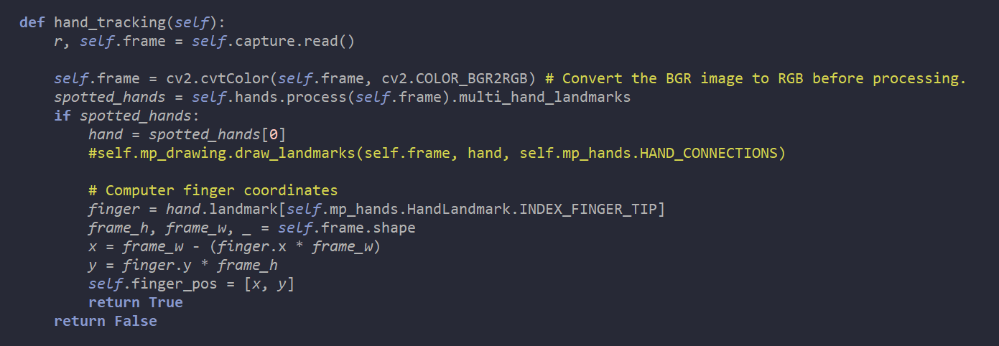 def hand_tracking(self):
    r, self.frame = self.capture.read()

    self.frame = cv2.cvtColor(self.frame, cv2.COLOR_BGR2RGB) # Convert the BGR image to RGB before processing.
    spotted_hands = self.hands.process(self.frame).multi_hand_landmarks
    if spotted_hands:
        hand = spotted_hands[0]
        #self.mp_drawing.draw_landmarks(self.frame, hand, self.mp_hands.HAND_CONNECTIONS)

        # Computer finger coordinates
        finger = hand.landmark[self.mp_hands.HandLandmark.INDEX_FINGER_TIP]
        frame_h, frame_w, _ = self.frame.shape
        x = frame_w - (finger.x * frame_w)
        y = finger.y * frame_h
        self.finger_pos = [x, y]
        return True
    return False